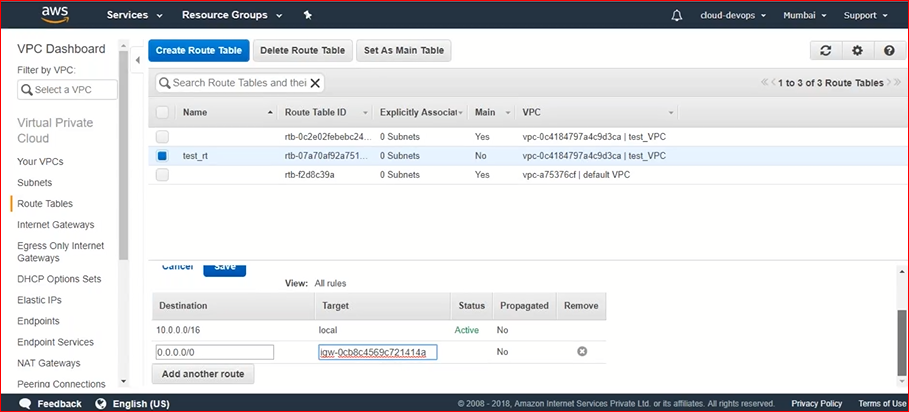 aws Services Resource Groups cloud-devops Mumbai Support
VPC Dashboard
Filter by VPC:
Select a VPC
Virtual Private
Cloud
Your VPCs
Subnets
Route Tables
Internet Gateways
Egress Only Internet
Gateways
DHCP Options Sets
Elastic IPs
Endpoints
Endpoint Services
NAT Gateways
Peering Connections
Create Route Table Delete Route Table Set As Main Table
Search Route Tables and thei 1 to 3 of 3 Route Tables
Name Route Table ID Explicitly Associat Main VPC
rtb-0c2e02febebc24... 0 Subnets Yes vpc-0c4184797a4c9d3ca | test_VPC
test_rt rtb-07a70af92a751... 0 Subnets No vpc-0c4184797a4c9d3ca | test_VPC
rtb-f2d8c39a 0 Subnets Yes vpc-a75376cf | default VPC
Cancel Save
View: All rules
Destination Target Status Propagated Remove
10.0.0.0/16 local Active No
0.0.0.0/0 igw-0cb8c4569c721414a No
Add another route
Feedback English (US) © 2008 - 2018, Amazon Internet Services Private Ltd. or its affiliates. All rights reserved. Privacy Policy Terms of Use